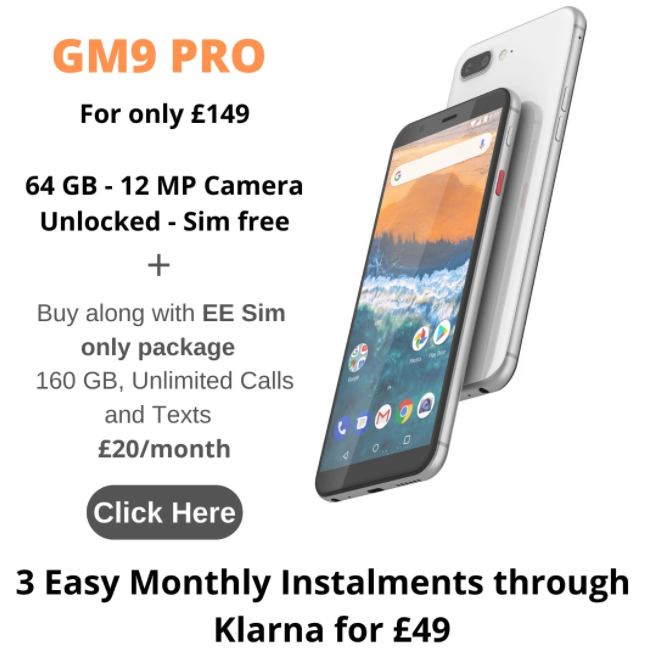 GM9 PRO
For only £149
64 GB - 12 MP Camera
Unlocked - Sim free
+
Buy along with EE Sim
only package
160 GB, Unlimited Calls
and Texts
£20/month
Click Here
3 Easy Monthly Instalments through
Klarna for £49